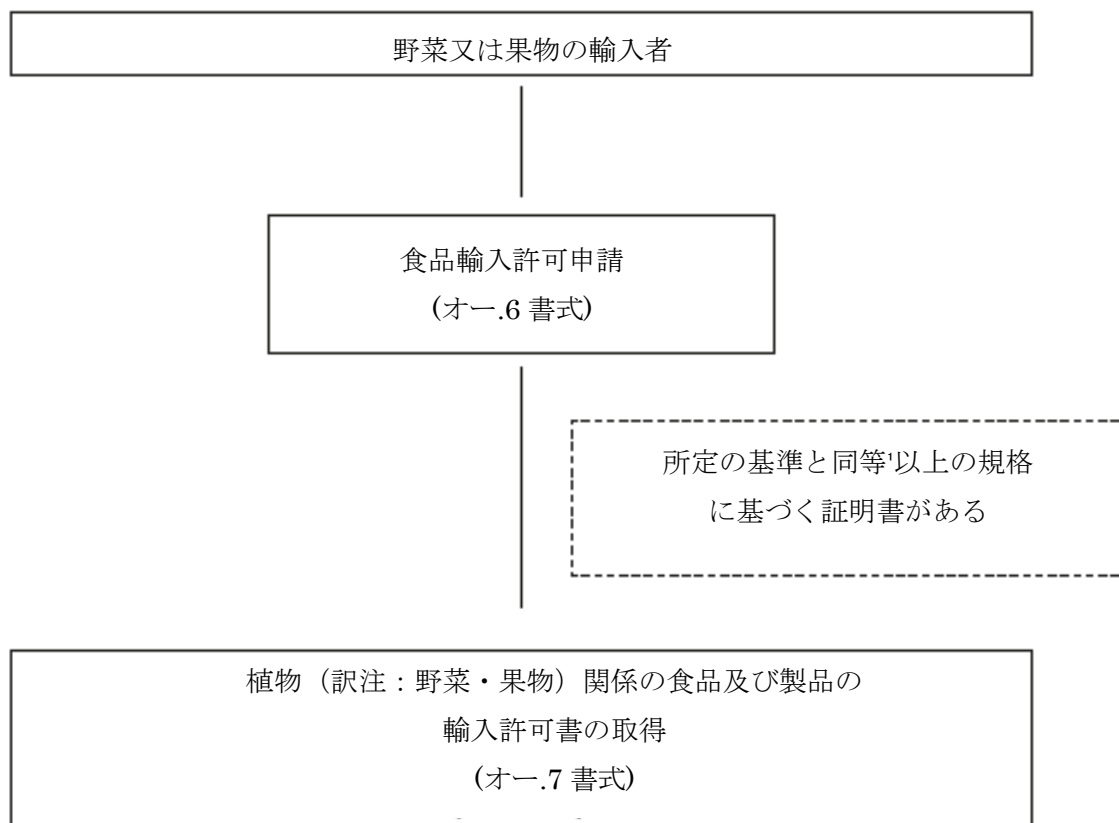 野菜又は果物の輸入者
食品輸入許可申請
(オー.6 書式)
所定の基準と同等¹以上の規格
に基づく証明書がある
植物（訳注：野菜・果物）関係の食品及び製品の
輸入許可書の取得
(オー.7 書式)